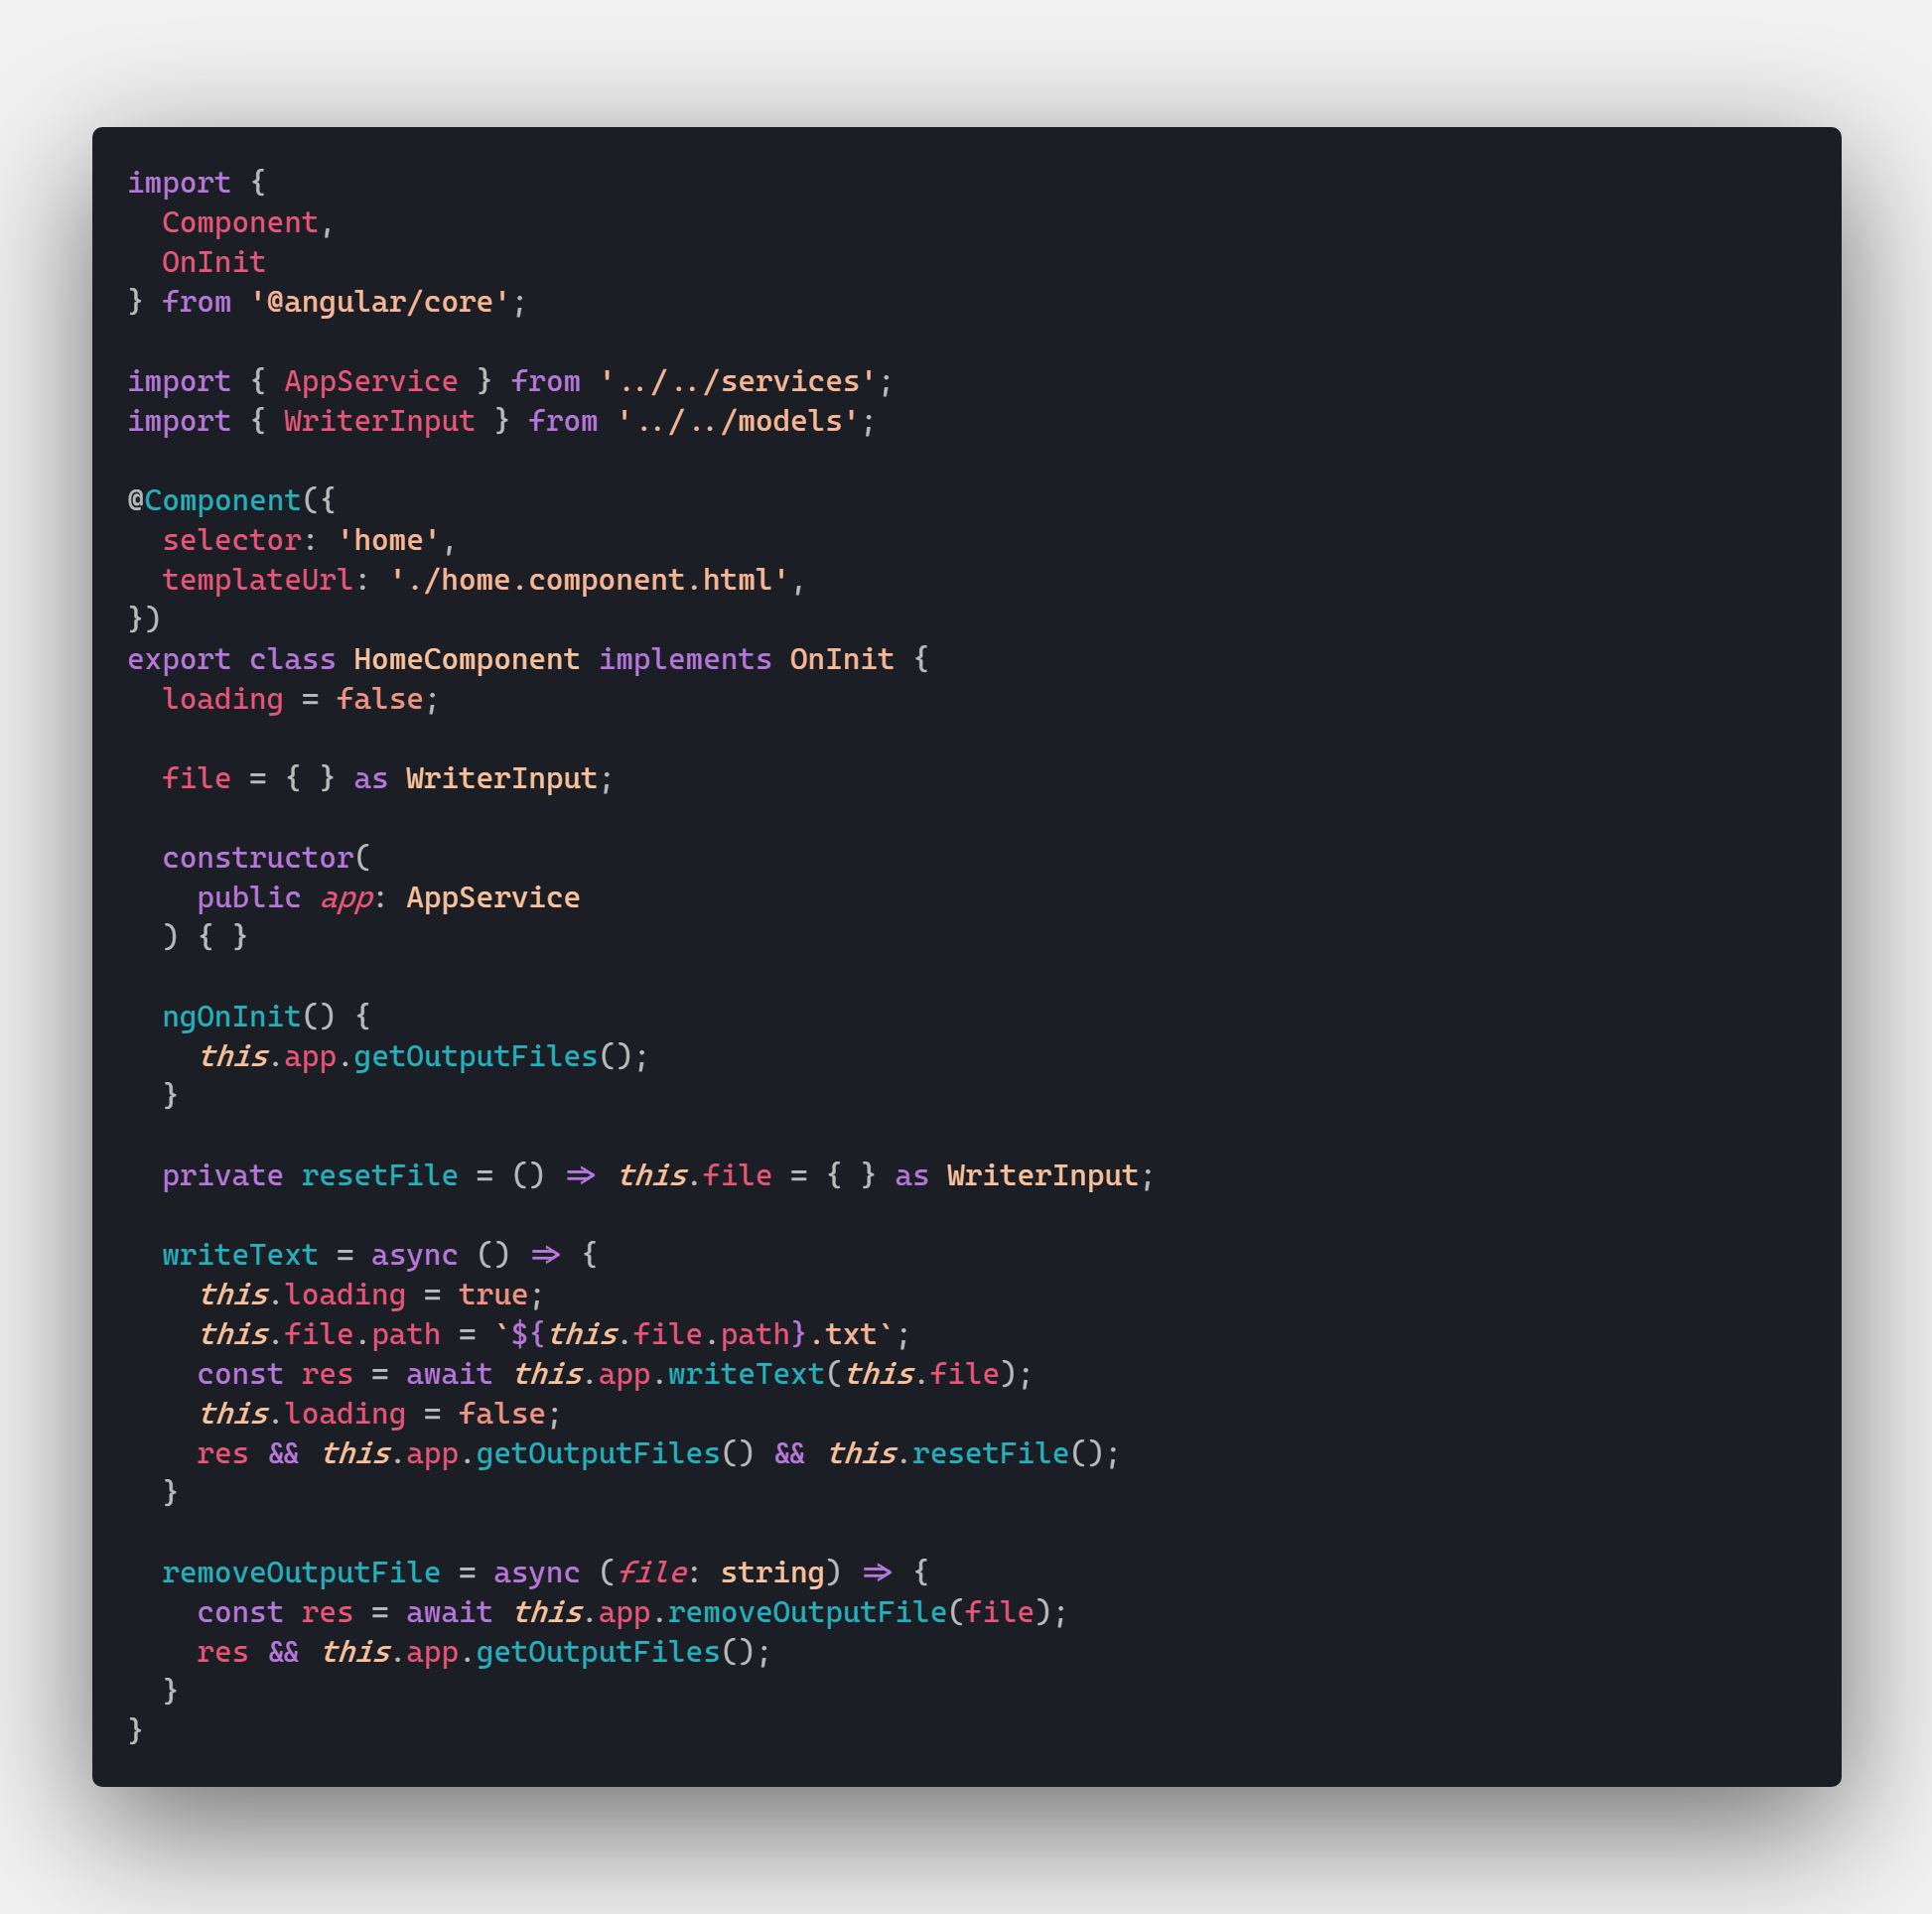 import {
  Component,
  OnInit
} from '@angular/core';

import { AppService } from '../../services';
import { WriterInput } from '../../models';

@Component({
  selector: 'home',
  templateUrl: './home.component.html',
})
export class HomeComponent implements OnInit {
  loading = false;

  file = { } as WriterInput;

  constructor(
    public app: AppService
  ) { }

  ngOnInit() {
    this.app.getOutputFiles();
  }

  private resetFile = () => this.file = { } as WriterInput;

  writeText = async () => {
    this.loading = true;
    this.file.path = `${this.file.path}.txt`;
    const res = await this.app.writeText(this.file);
    this.loading = false;
    res && this.app.getOutputFiles() && this.resetFile();
  }

  removeOutputFile = async (file: string) => {
    const res = await this.app.removeOutputFile(file);
    res && this.app.getOutputFiles();
  }
}